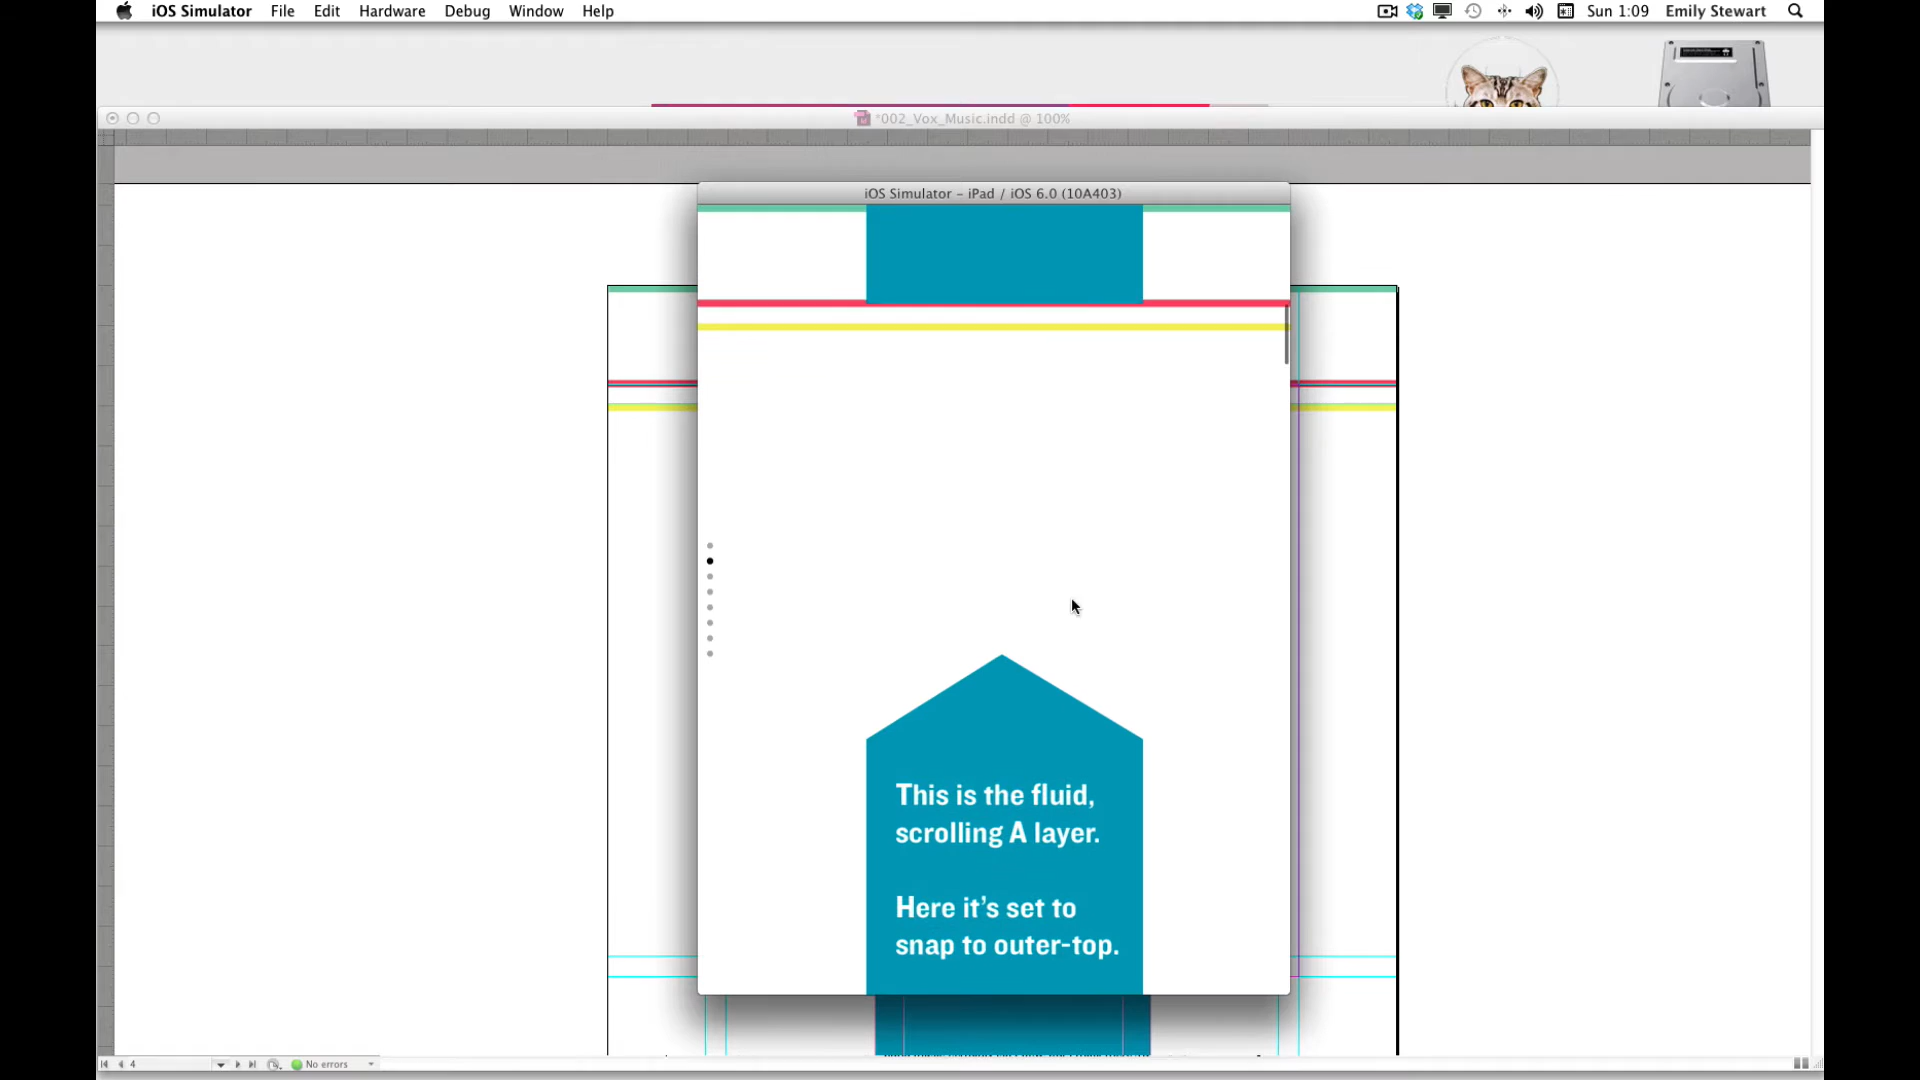 iOS Simulator File Edit Hardware Debug Window Help Sun 1:09 Emily Stewart
*002_Vox_Music.indd @ 100%
iOS Simulator – iPad / iOS 6.0 (10A403)
This is the fluid,
scrolling A layer.
Here it's set to
snap to outer-top.
4 No errors